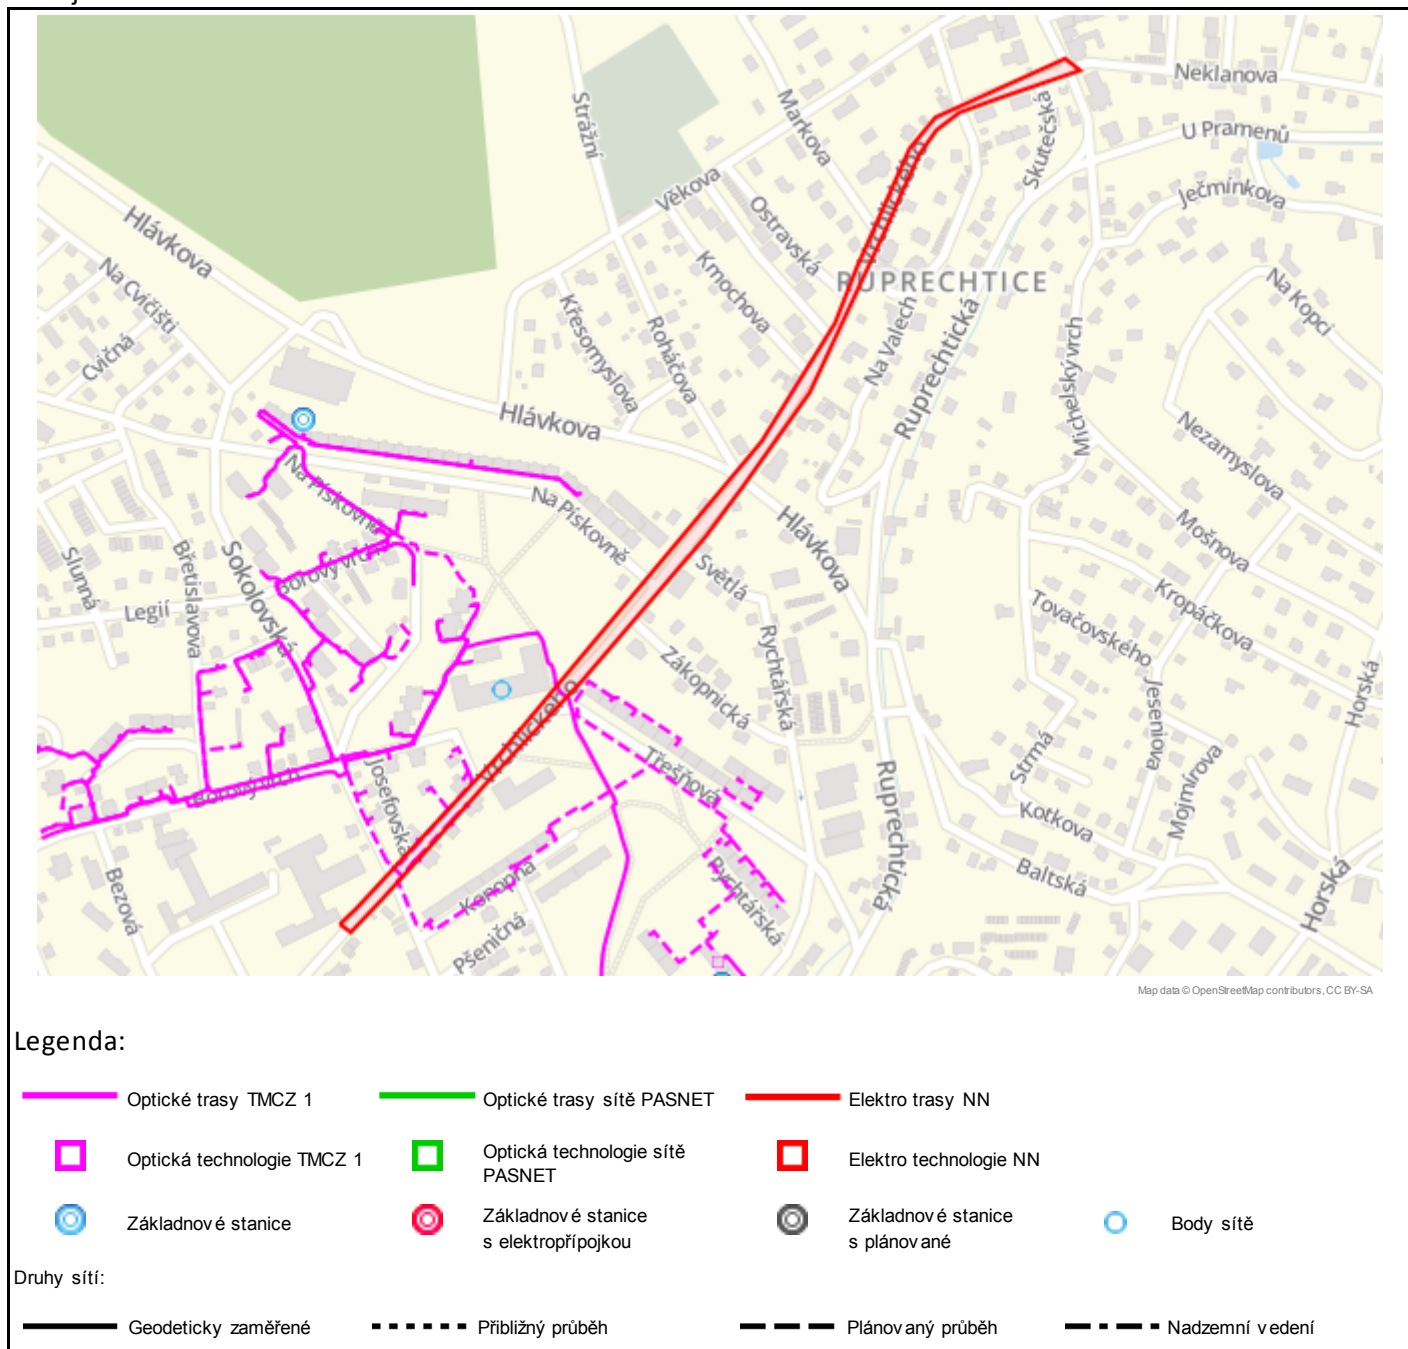 Neklanova
U Pramenů
Skutečská
Ječmínkova
Strážní
Markova
Věkova
Ostravská
Vrchlického
Hlávkova
Na Cvičišti
Cvičná
Kmochova
RUPRECHTICE
Na Kopci
Křesomyslova
Roháčova
Na Valech
Ruprechtická
Michelský vrch
Hlávkova
Nezamyslova
Na Pískovně
Na Pískovně
Hlávkova
Mošnova
Slunná
Břetislavova
Sokolovská
Borový vrch
Světlá
Legií
Tovačovského
Kropáčkova
Rychtářská
Zákopnická
Jeseniova
Horská
Vrchlického
Třešňová
Strmá
Mojmírova
Borový vrch
Josefovská
Ruprechtická
Kotkova
Baltská
Bezová
Konopná
Rychtářská
Horská
Pšeničná
Map data © OpenStreetMap contributors, CC BY-SA
Legenda:
Optické trasy TMCZ 1
Optické trasy sítě PASNET
Elektro trasy NN
Optická technologie TMCZ 1
Optická technologie sítě
PASNET
Elektro technologie NN
Základnové stanice
Základnové stanice
s elektropřípojkou
Základnové stanice
s plánované
Body sítě
Druhy sítí:
Geodeticky zaměřené
Přibližný průběh
Plánovaný průběh
Nadzemní vedení